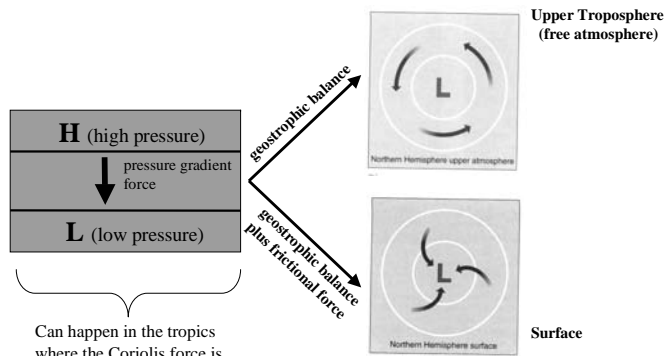 Upper Troposphere
(free atmosphere)
L
Northern Hemisphere upper atmosphere
geostrophic balance
H (high pressure)
pressure gradient
force
L (low pressure)
geostrophic balance
plus frictional force
L
Northern Hemisphere surface
Surface
Can happen in the tropics
where the Coriolis force is